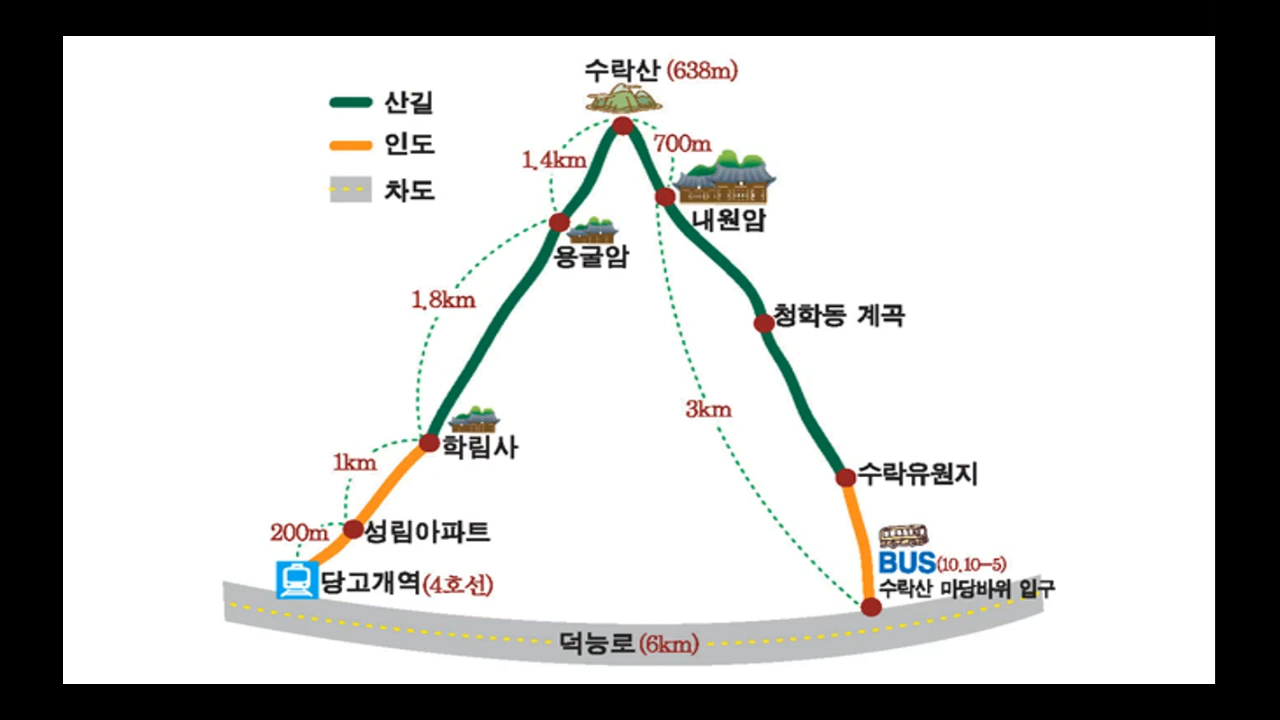 수락산 (638m)
산길
인도
차도
1.4km
700m
내원암
용굴암
1.8km
청학동 계곡
3km
학림사
1km
수락유원지
200m
성림아파트
당고개역(4호선)
BUS(10.10-5)
수락산 마당바위 입구
덕능로(6km)